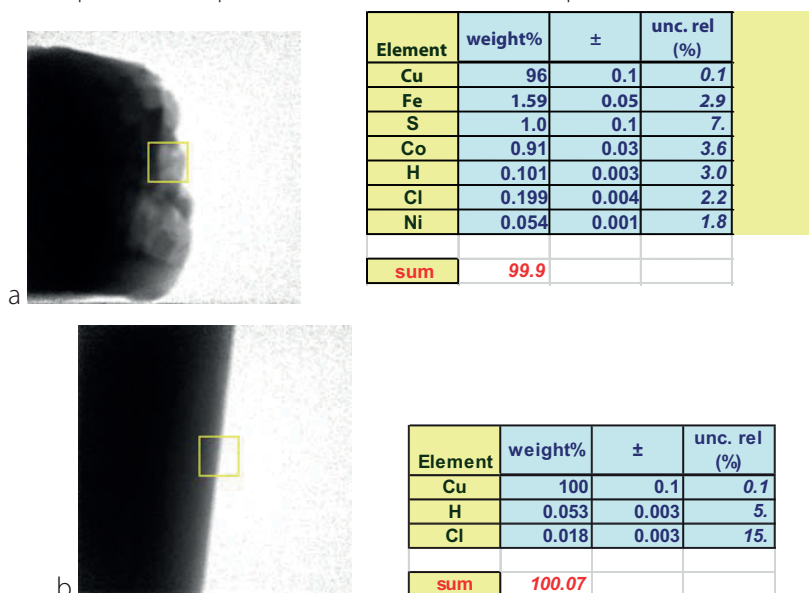 Element weight% ± unc. rel (%)
Cu 96 0.1 0.1
Fe 1.59 0.05 2.9
S 1.0 0.1 7.
Co 0.91 0.03 3.6
H 0.101 0.003 3.0
Cl 0.199 0.004 2.2
Ni 0.054 0.001 1.8
sum 99.9
a
Element weight% ± unc. rel (%)
Cu 100 0.1 0.1
H 0.053 0.003 5.
Cl 0.018 0.003 15.
sum 100.07
b